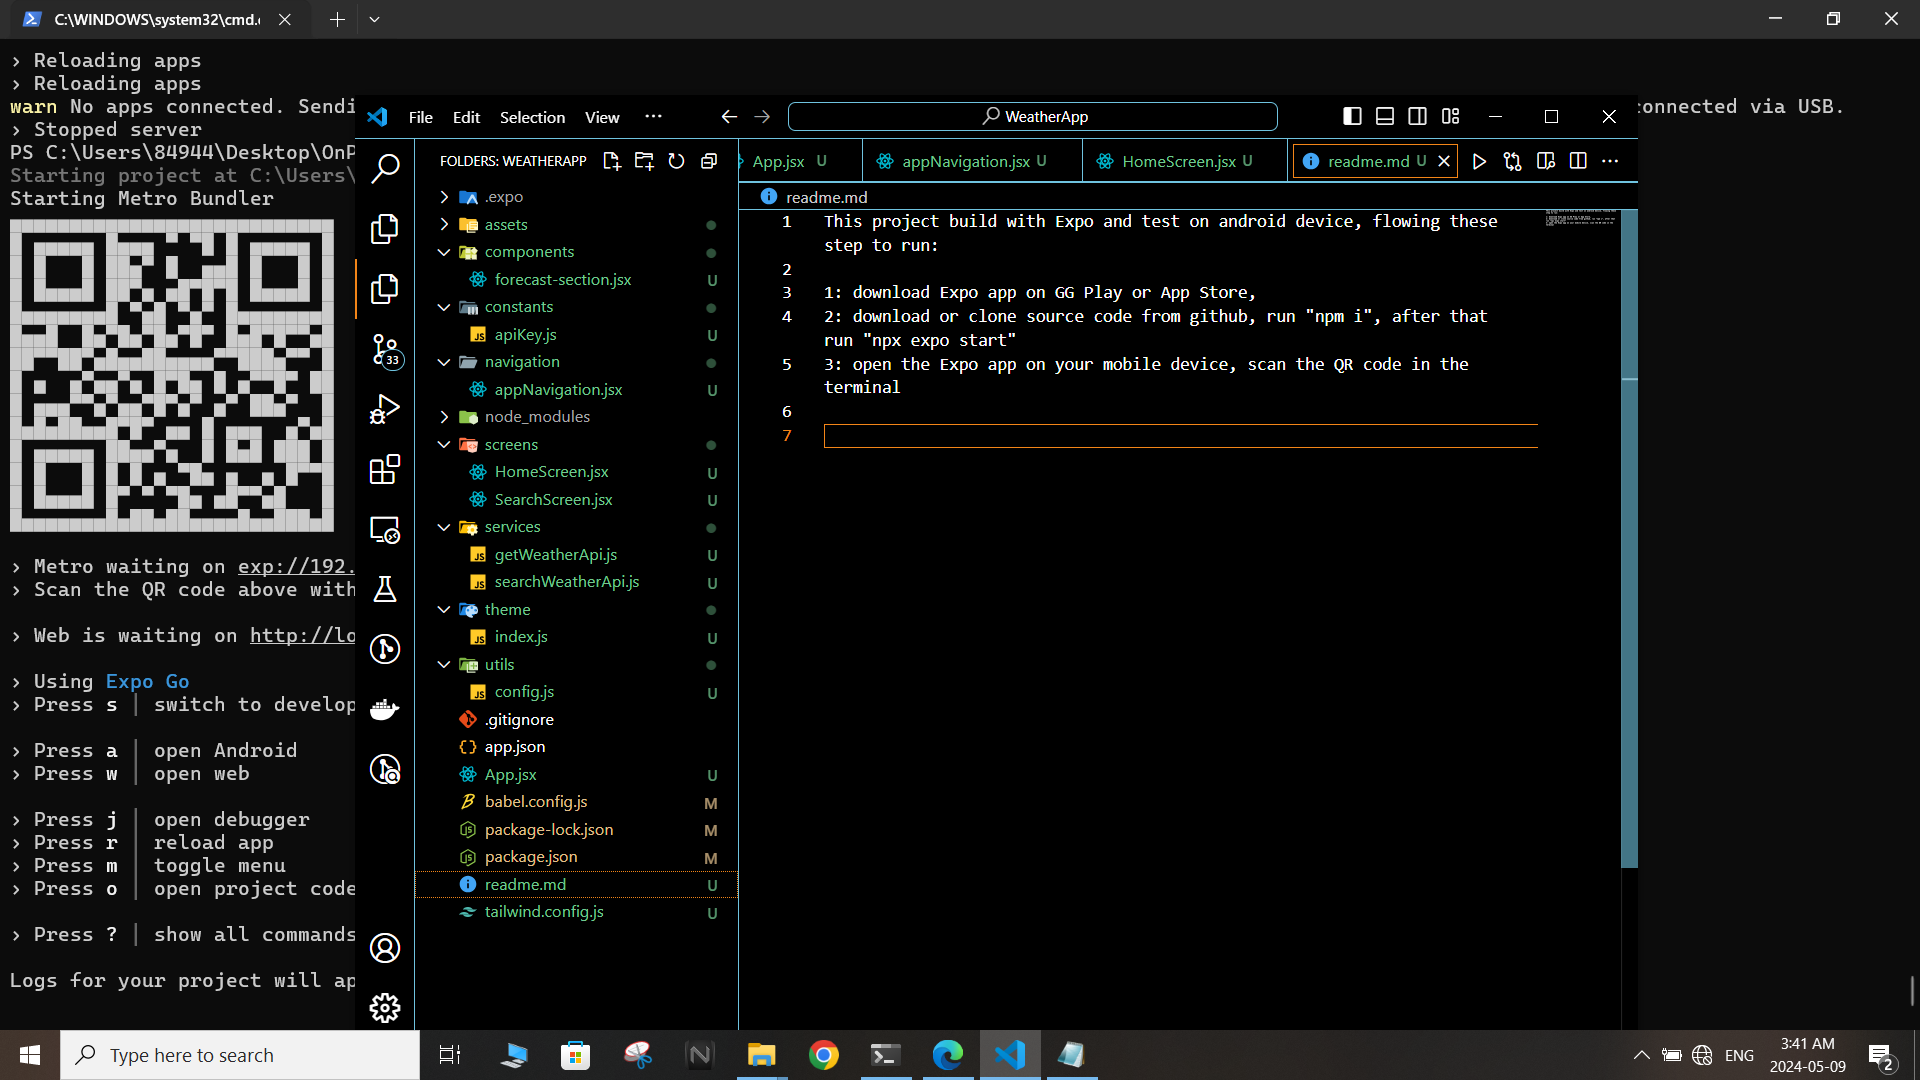 C:\WINDOWS\system32\cmd.
› Reloading apps
› Reloading apps
warn No apps connected. Sendi
connected via USB.
› Stopped server
PS C:\Users\84944\Desktop\OnP
Starting project at C:\Users\
Starting Metro Bundler
› Metro waiting on exp://192.
› Scan the QR code above with
› Web is waiting on http://lo
› Using Expo Go
› Press s │ switch to develop
› Press a │ open Android
› Press w │ open web
› Press j │ open debugger
› Press r │ reload app
› Press m │ toggle menu
› Press o │ open project code
› Press ? │ show all commands
Logs for your project will ap
File Edit Selection View ···
WeatherApp
FOLDERS: WEATHERAPP
.expo
assets
components
forecast-section.jsx U
constants
apiKey.js U
navigation
appNavigation.jsx U
node_modules
screens
HomeScreen.jsx U
SearchScreen.jsx U
services
getWeatherApi.js U
searchWeatherApi.js U
theme
index.js U
utils
config.js U
.gitignore
app.json
App.jsx U
babel.config.js M
package-lock.json M
package.json M
readme.md U
tailwind.config.js U
33
App.jsx U
appNavigation.jsx U
HomeScreen.jsx U
readme.md U
readme.md
1 This project build with Expo and test on android device, flowing these
step to run:
2
3 1: download Expo app on GG Play or App Store,
4 2: download or clone source code from github, run "npm i", after that
run "npx expo start"
5 3: open the Expo app on your mobile device, scan the QR code in the
terminal
6
7
Type here to search
ENG
3:41 AM
2024-05-09
2